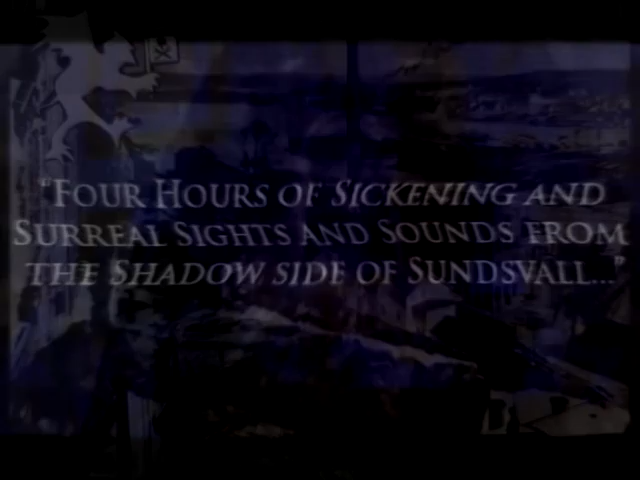 "Four Hours of Sickening and
Surreal Sights and Sounds from
the Shadow side of Sundsvall..."